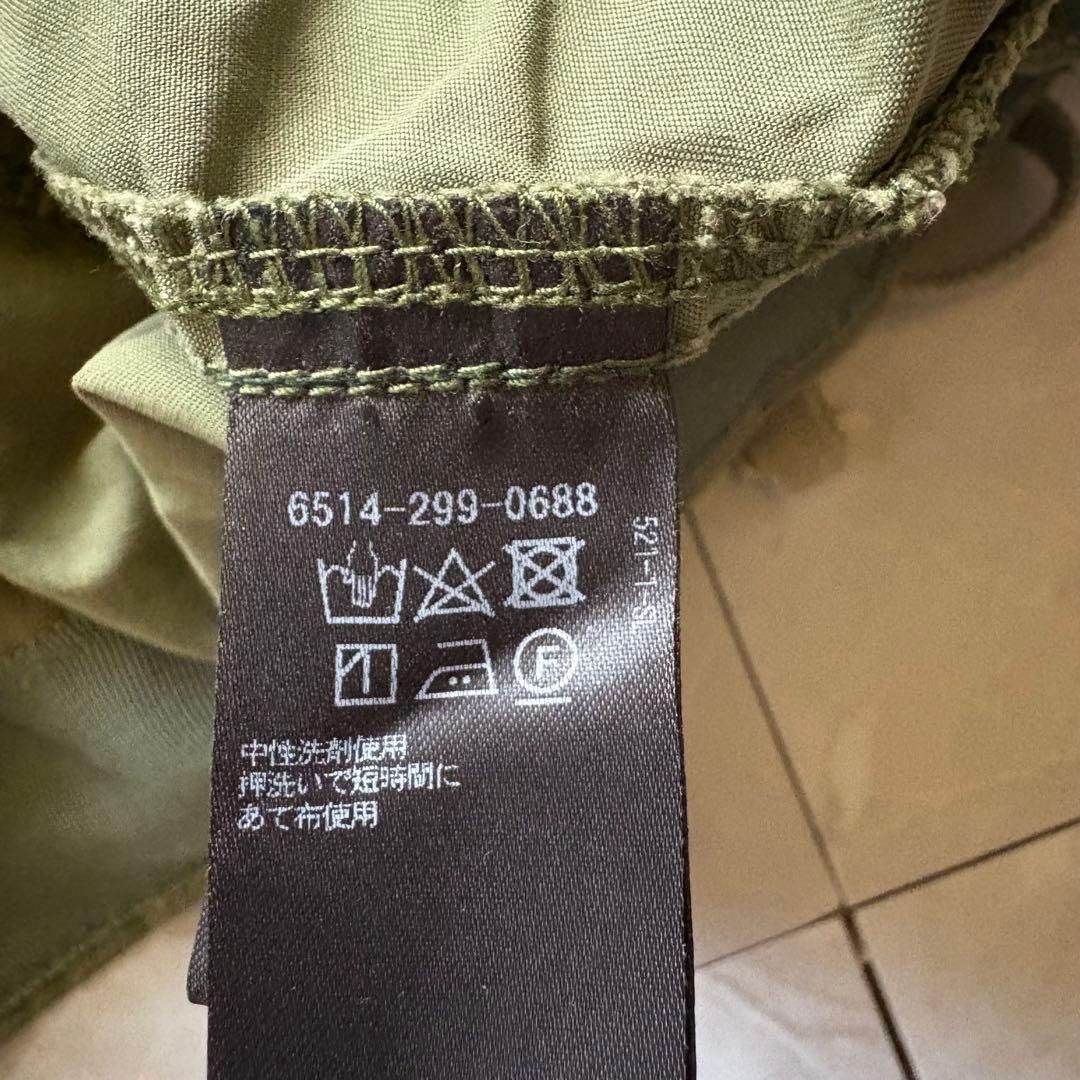 6514-299-0688
F
中性洗剤使用
押洗いで短時間に
あて布使用